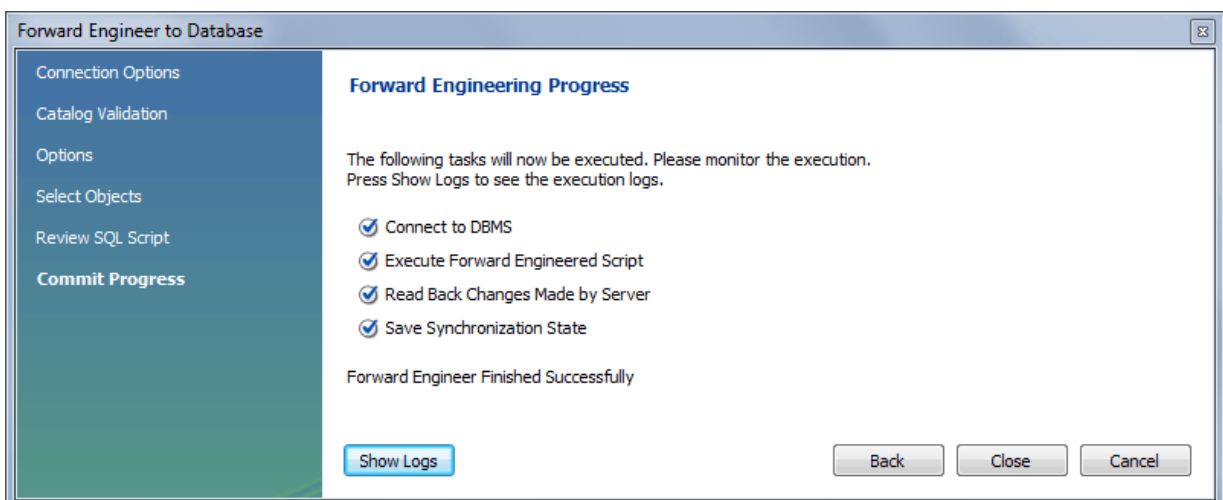 Forward Engineer to Database
Connection Options
Catalog Validation
Options
Select Objects
Review SQL Script
Commit Progress
Forward Engineering Progress
The following tasks will now be executed. Please monitor the execution.
Press Show Logs to see the execution logs.
Connect to DBMS
Execute Forward Engineered Script
Read Back Changes Made by Server
Save Synchronization State
Forward Engineer Finished Successfully
Show Logs
Back
Close
Cancel